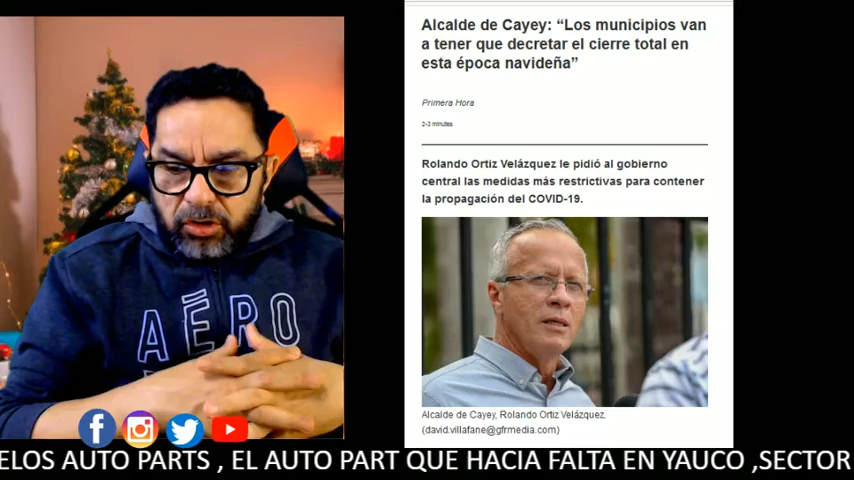 Alcalde de Cayey: “Los municipios van
a tener que decretar el cierre total en
esta época navideña”
Primera Hora
2-3 minutes
Rolando Ortiz Velázquez le pidió al gobierno
central las medidas más restrictivas para contener
la propagación del COVID-19.
AÉRO
Alcalde de Cayey, Rolando Ortiz Velázquez.
(david.villafane@gfrmedia.com)
ELOS AUTO PARTS , EL AUTO PART QUE HACIA FALTA EN YAUCO ,SECTOR